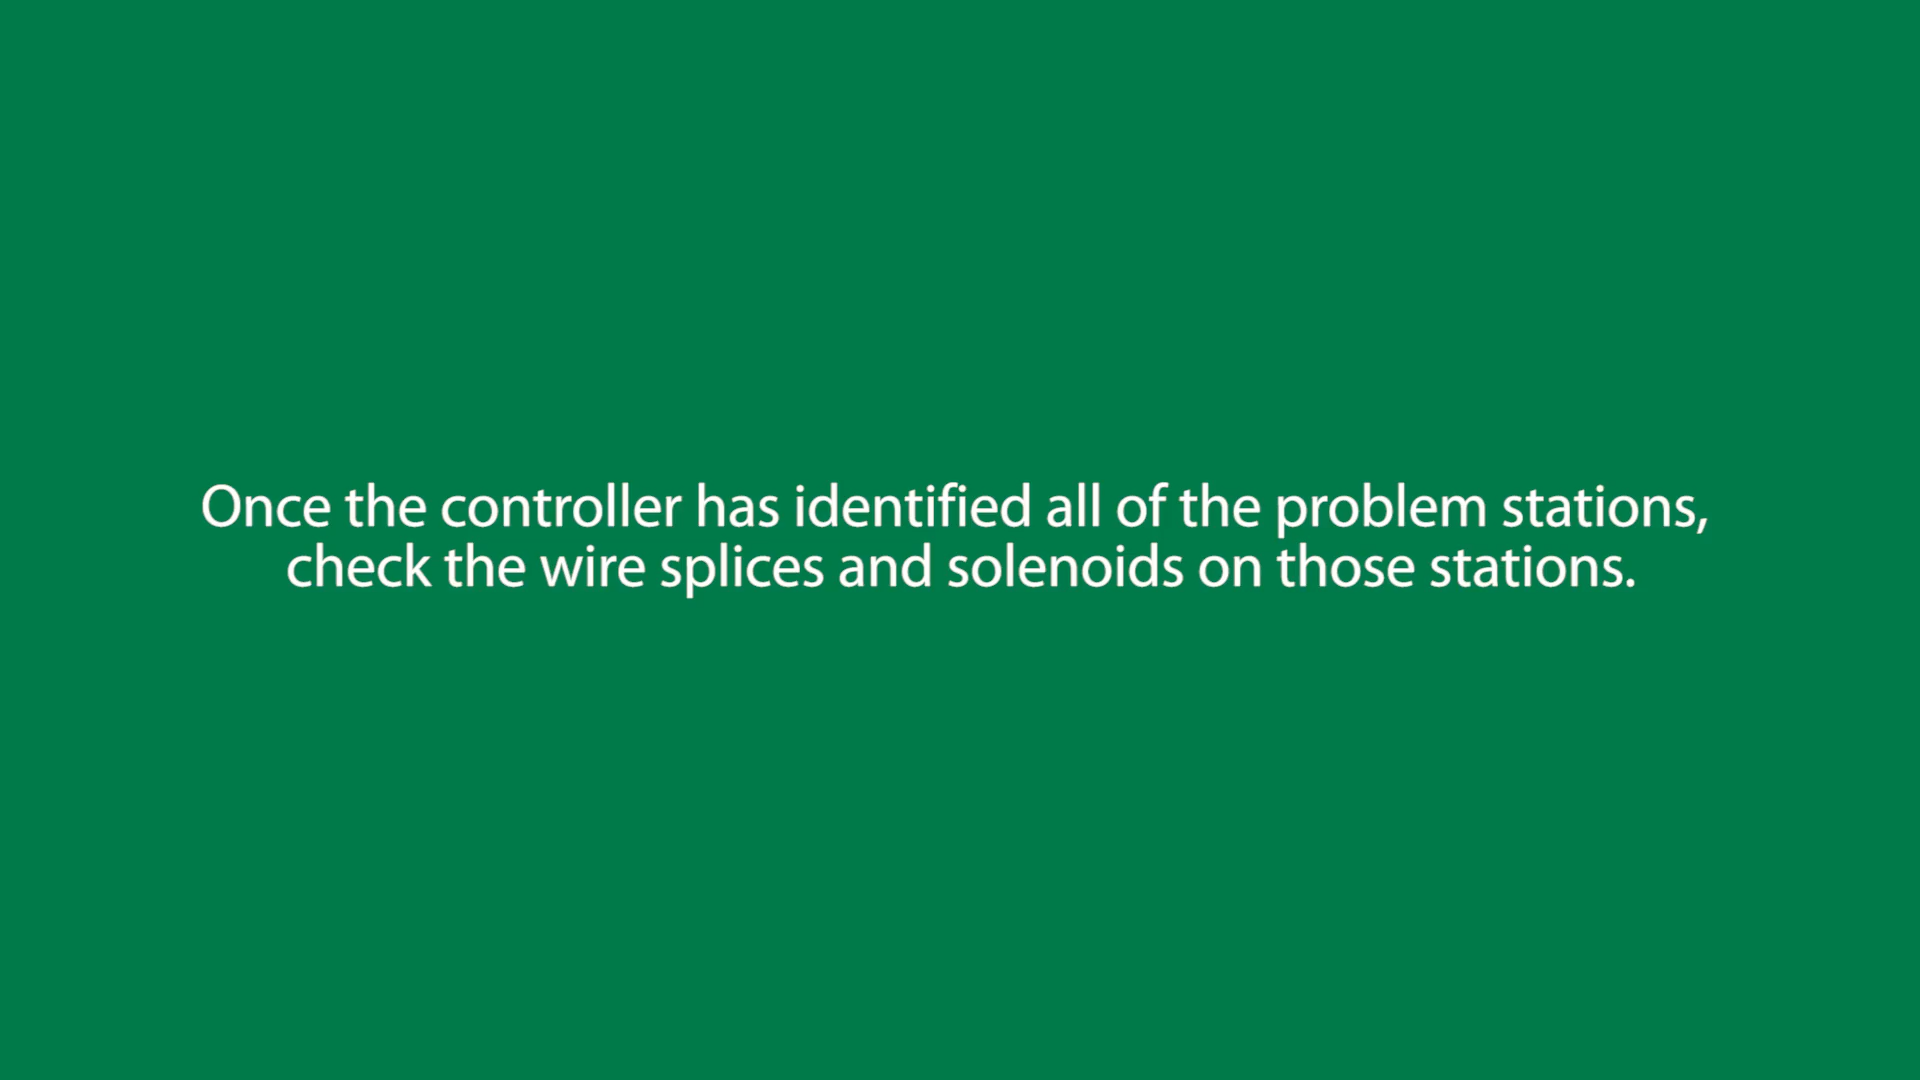 Once the controller has identified all of the problem stations,
check the wire splices and solenoids on those stations.